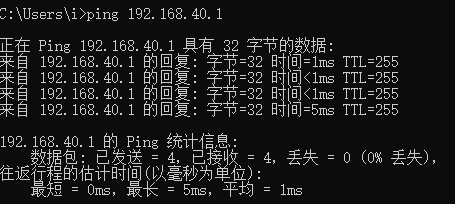 C:\Users\i>ping 192.168.40.1
正在 Ping 192.168.40.1 具有 32 字节的数据:
来自 192.168.40.1 的回复: 字节=32 时间=1ms TTL=255
来自 192.168.40.1 的回复: 字节=32 时间<1ms TTL=255
来自 192.168.40.1 的回复: 字节=32 时间<1ms TTL=255
来自 192.168.40.1 的回复: 字节=32 时间=5ms TTL=255
192.168.40.1 的 Ping 统计信息:
数据包: 已发送 = 4，已接收 = 4，丢失 = 0 (0% 丢失)，
往返行程的估计时间(以毫秒为单位):
最短 = 0ms，最长 = 5ms，平均 = 1ms